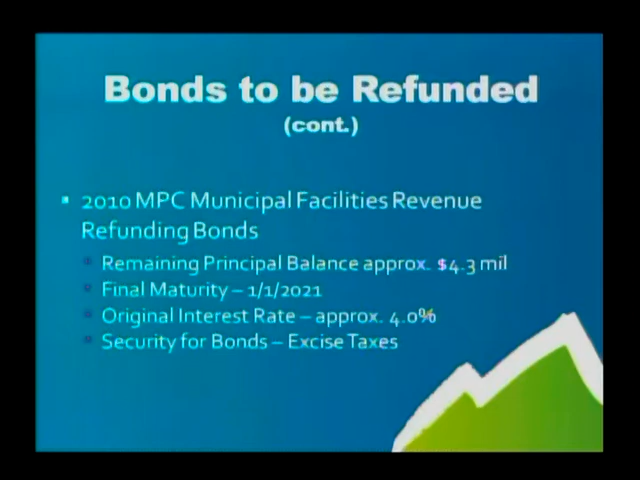 Bonds to be Refunded
(cont.)
2010 MPC Municipal Facilities Revenue
Refunding Bonds
Remaining Principal Balance approx. $4.3 mil
Final Maturity – 1/1/2021
Original Interest Rate – approx. 4.0%
Security for Bonds – Excise Taxes